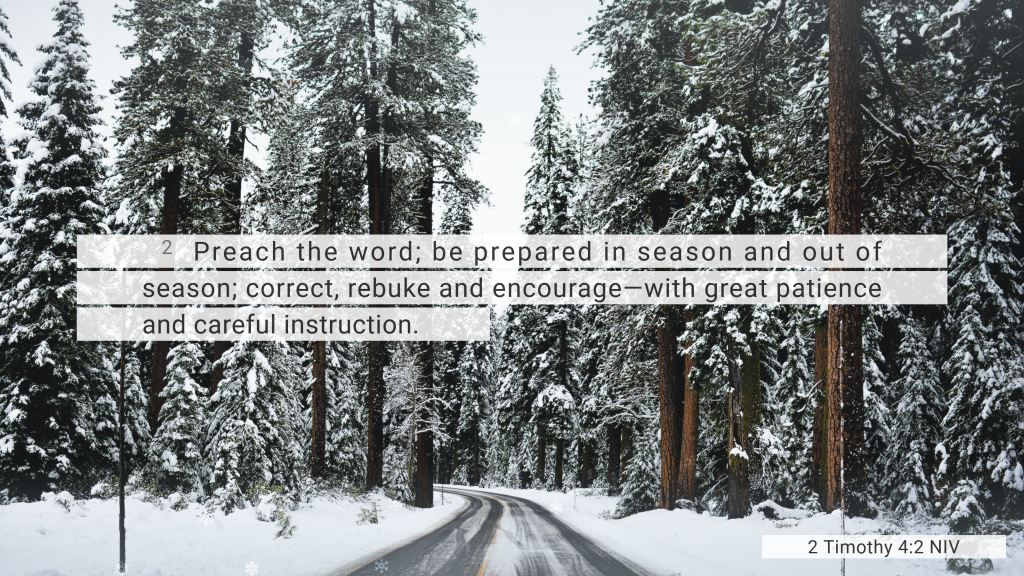 2 Preach the word; be prepared in season and out of
season; correct, rebuke and encourage—with great patience
and careful instruction.
2 Timothy 4:2 NIV